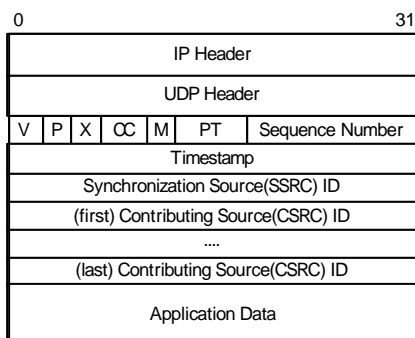 0 31
IP Header
UDP Header
V P X CC M PT Sequence Number
Timestamp
Synchronization Source(SSRC) ID
(first) Contributing Source(CSRC) ID
....
(last) Contributing Source(CSRC) ID
Application Data